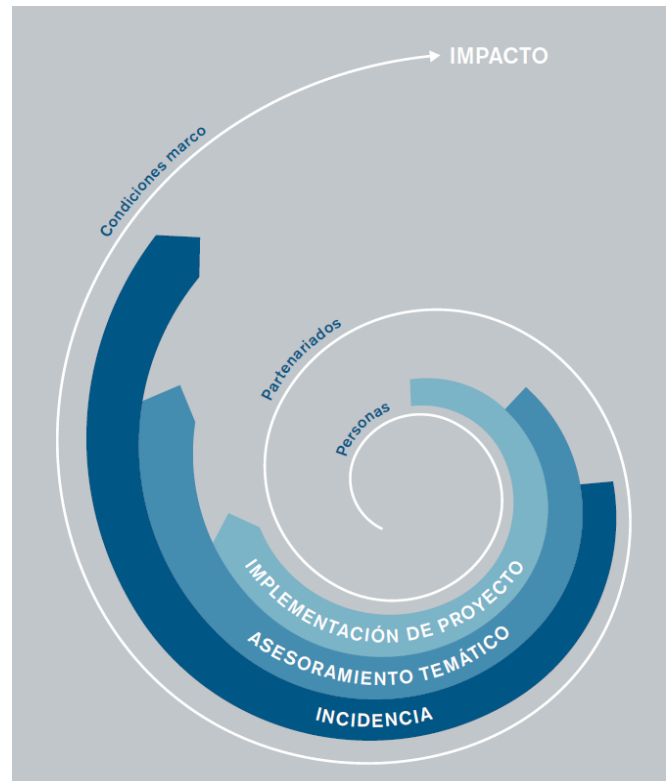 IMPACTO
Condiciones marco
Partenariados
Personas
IMPLEMENTACIÓN DE PROYECTO
ASESORAMIENTO TEMÁTICO
INCIDENCIA